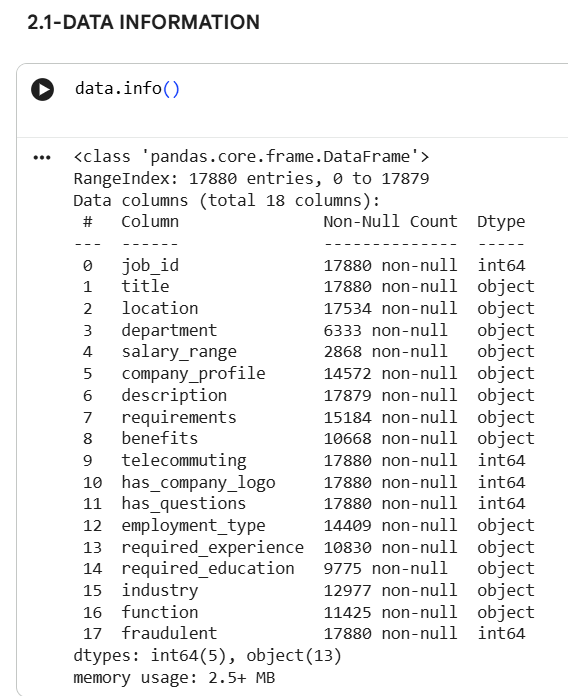 2.1-DATA INFORMATION
data.info()
<class 'pandas.core.frame.DataFrame'>
RangeIndex: 17880 entries, 0 to 17879
Data columns (total 18 columns):
 #   Column               Non-Null Count  Dtype
---  ------               --------------  -----
 0   job_id               17880 non-null  int64
 1   title                17880 non-null  object
 2   location             17534 non-null  object
 3   department           6333 non-null   object
 4   salary_range         2868 non-null   object
 5   company_profile      14572 non-null  object
 6   description          17879 non-null  object
 7   requirements         15184 non-null  object
 8   benefits             10668 non-null  object
 9   telecommuting        17880 non-null  int64
 10  has_company_logo     17880 non-null  int64
 11  has_questions        17880 non-null  int64
 12  employment_type      14409 non-null  object
 13  required_experience  10830 non-null  object
 14  required_education   9775 non-null   object
 15  industry             12977 non-null  object
 16  function             11425 non-null  object
 17  fraudulent           17880 non-null  int64
dtypes: int64(5), object(13)
memory usage: 2.5+ MB